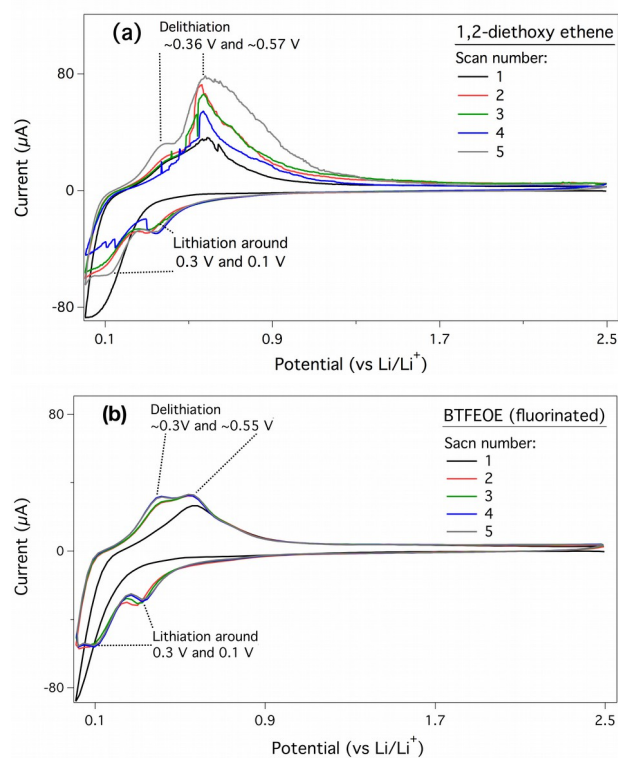 (a)
Delithiation
~0.36 V and ~0.57 V
1,2-diethoxy ethene
Scan number:
1
2
3
4
5
80
0
-80
Current (µA)
Lithiation around
0.3 V and 0.1 V
0.1
0.9
1.7
2.5
Potential (vs Li/Li+)
(b)
Delithiation
~0.3V and ~0.55 V
BTFEOE (fluorinated)
Sacn number:
1
2
3
4
5
80
0
-80
Current (µA)
Lithiation around
0.3 V and 0.1 V
0.1
0.9
1.7
2.5
Potential (vs Li/Li+)